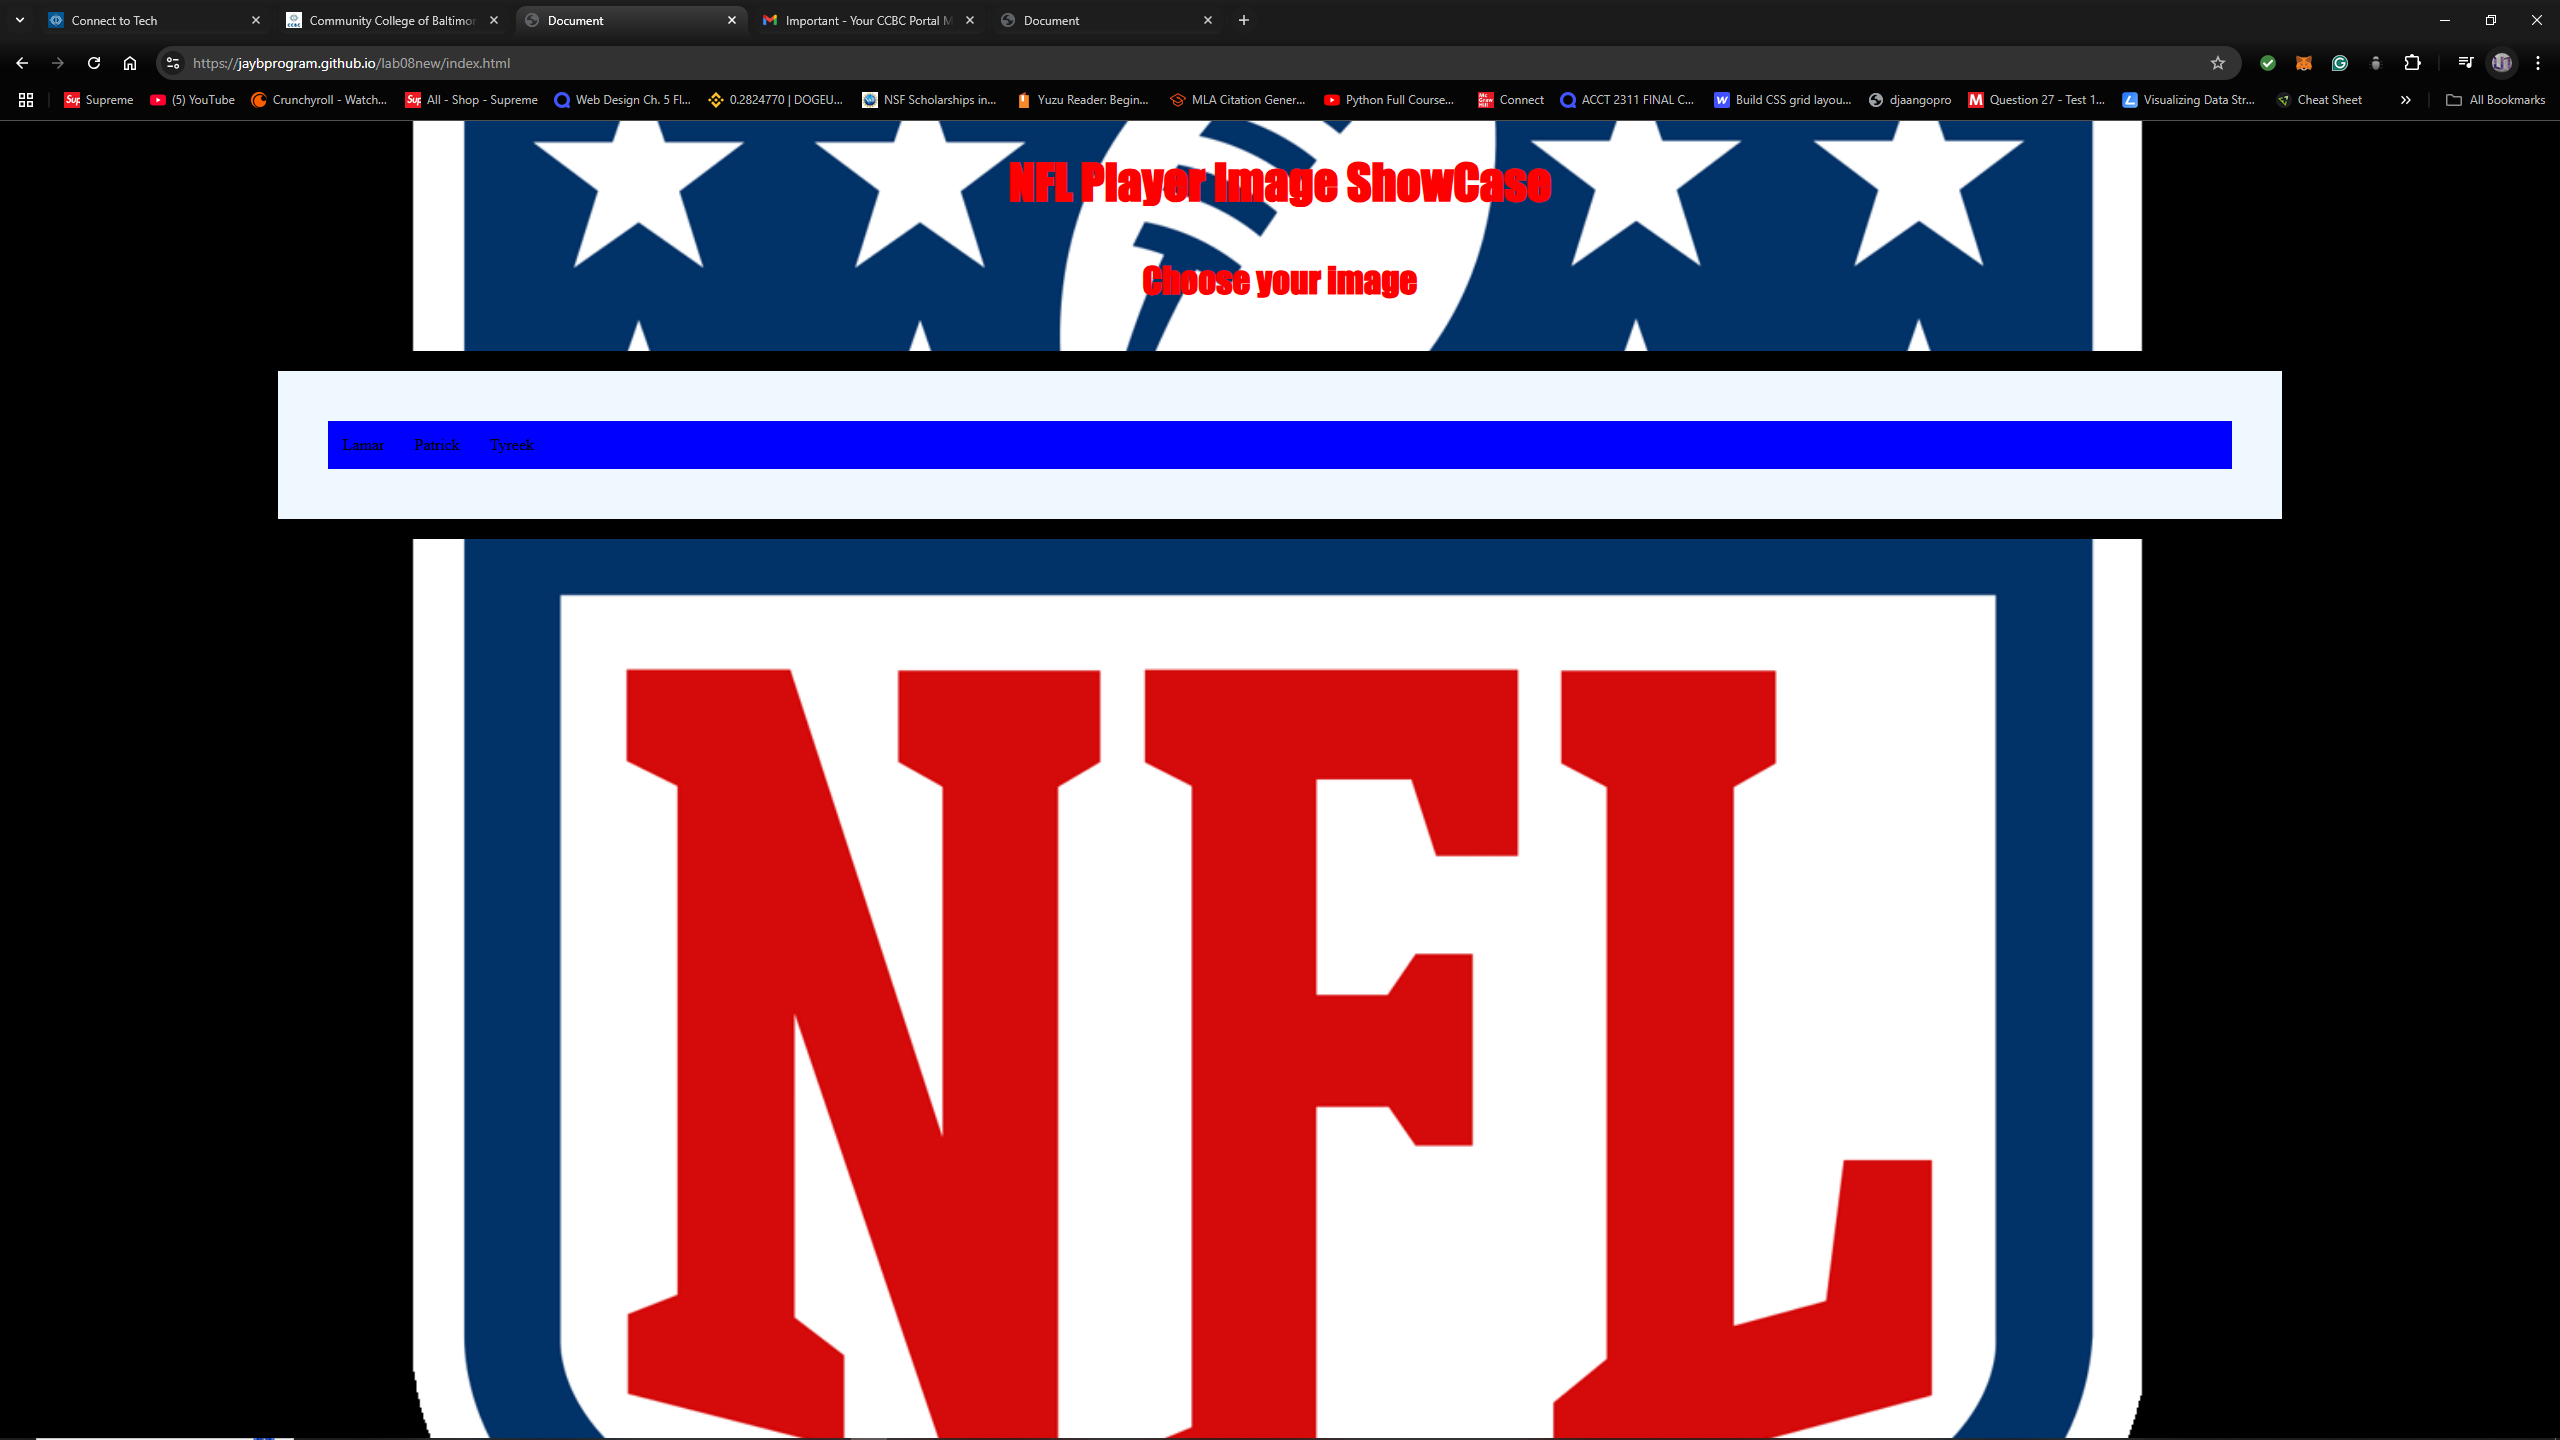 Connect to Tech
Community College of Baltimor
Document
Important - Your CCBC Portal M
Document
https://jaybprogram.github.io/lab08new/index.html
Supreme
(5) YouTube
Crunchyroll - Watch...
All - Shop - Supreme
Web Design Ch. 5 Fl...
0.2824770 | DOGEU...
NSF Scholarships in...
Yuzu Reader: Begin...
MLA Citation Gener...
Python Full Course...
Connect
ACCT 2311 FINAL C...
Build CSS grid layou...
djaangopro
Question 27 - Test 1...
Visualizing Data Str...
Cheat Sheet
All Bookmarks
NFL Player Image ShowCase
Choose your image
Lamar Patrick Tyreek
NFL